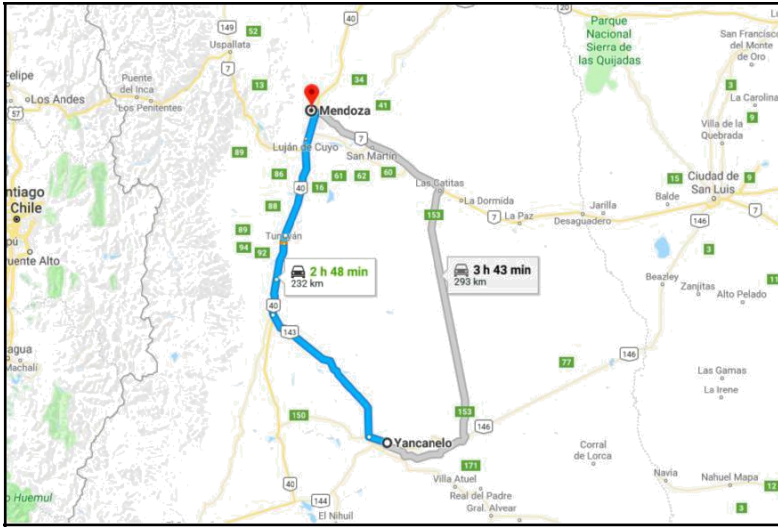 20
149
52
40
Parque
Nacional
Sierra de
las Quijadas
San Francisco
del Monte
de Oro
Uspallata
7
34
3
Felipe
Puente
del Inca
13
Los Andes
Los Penitentes
57
41
La Carolina
Mendoza
9
Villa de la
Quebrada
7
Luján de Cuyo
San Martín
89
60
86
61
62
16
40
15
Ciudad de
San Luis
9
Las Catitas
La Dormida
Balde
ntiago
Chile
88
153
La Paz
7
Jarilla
Desaguadero
146
7
89
94
92
3
uente Alto
2 h 48 min
232 km
3 h 43 min
293 km
Beazley
Zanjitas
Alto Pelado
11
40
143
146
agua
Machalí
77
Las Gamas
La Irene
150
153
146
Yancanelo
Corral
de Lorca
171
Villa Atuel
Navia
Nahuel Mapa
12
Huemul
40
144
Real del Padre
El Nihuil
Gral. Alvear
3